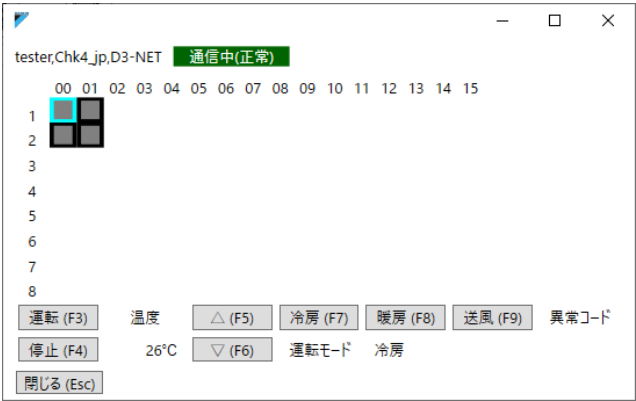 tester,Chk4_jp,D3-NET 通信中(正常)
00 01 02 03 04 05 06 07 08 09 10 11 12 13 14 15
1
2
3
4
5
6
7
8
運転 (F3) 温度 △ (F5) 冷房 (F7) 暖房 (F8) 送風 (F9) 異常コード
停止 (F4) 26°C ▽ (F6) 運転モード 冷房
閉じる (Esc)